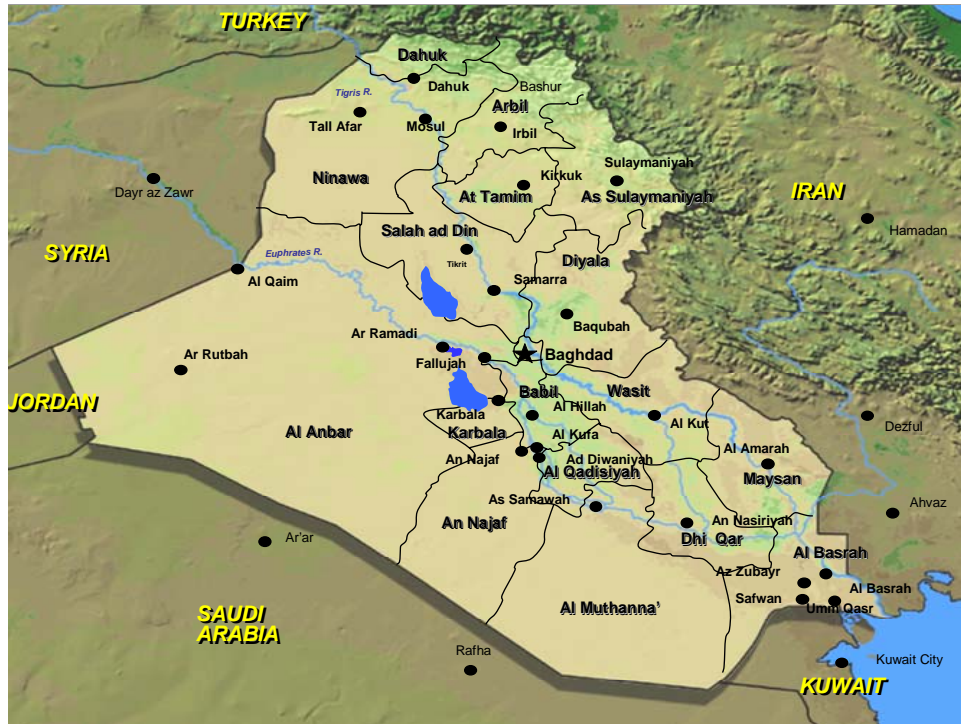 TURKEY
Dahuk
Dahuk
Bashur
Tigris R.
Arbil
Tall Afar
Mosul
Irbil
Sulaymaniyah
Ninawa
Kirkuk
Dayr az Zawr
At Tamim
As Sulaymaniyah
IRAN
Hamadan
Salah ad Din
SYRIA
Euphrates R.
Tikrit
Diyala
Al Qaim
Samarra
Baqubah
Ar Ramadi
Ar Rutbah
Fallujah
Baghdad
JORDAN
Babil
Wasit
Karbala
Al Hillah
Al Kut
Dezful
Al Anbar
Karbala
Al Kufa
Al Amarah
An Najaf
Ad Diwaniyah
Al Qadisiyah
Maysan
As Samawah
Ahvaz
An Najaf
An Nasiriyah
Dhi Qar
Ar'ar
Al Basrah
Az Zubayr
Al Basrah
Safwan
Umm Qasr
SAUDI
ARABIA
Al Muthanna'
Rafha
Kuwait City
KUWAIT